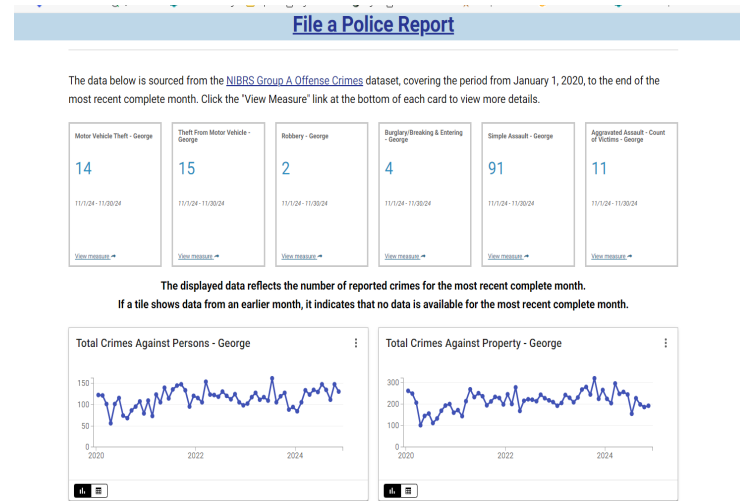 File a Police Report
The data below is sourced from the NIBRS Group A Offense Crimes dataset, covering the period from January 1, 2020, to the end of the
most recent complete month. Click the "View Measure" link at the bottom of each card to view more details.
Motor Vehicle Theft - George
14
11/1/24 - 11/30/24
View measure
Theft From Motor Vehicle -
George
15
11/1/24 - 11/30/24
View measure
Robbery - George
2
11/1/24 - 11/30/24
View measure
Burglary/Breaking & Entering
- George
4
11/1/24 - 11/30/24
View measure
Simple Assault - George
91
11/1/24 - 11/30/24
View measure
Aggravated Assault - Count
of Victims - George
11
11/1/24 - 11/30/24
View measure
The displayed data reflects the number of reported crimes for the most recent complete month.
If a tile shows data from an earlier month, it indicates that no data is available for the most recent complete month.
Total Crimes Against Persons - George
150
100
50
0
2020 2022 2024
Total Crimes Against Property - George
300
200
100
0
2020 2022 2024